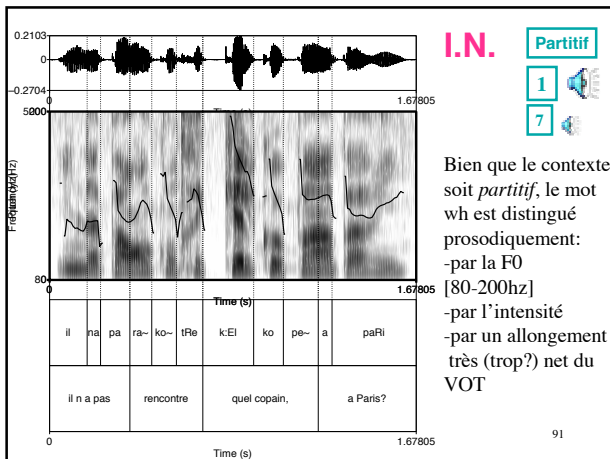 I.N.
Partitif
1
7
0.2103
0
−0.2704
0
Time (s)
1.67805
80
Time (s)
0
1.67805
il na pa ra~ ko~ tRe k:El ko pe~ a paRi
il n a pas rencontre quel copain, a Paris?
0
Time (s)
1.67805
Bien que le contexte
soit partitif, le mot
wh est distingué
prosodiquement:
-par la F0
[80-200hz]
-par l'intensité
-par un allongement
très (trop?) net du
VOT
91